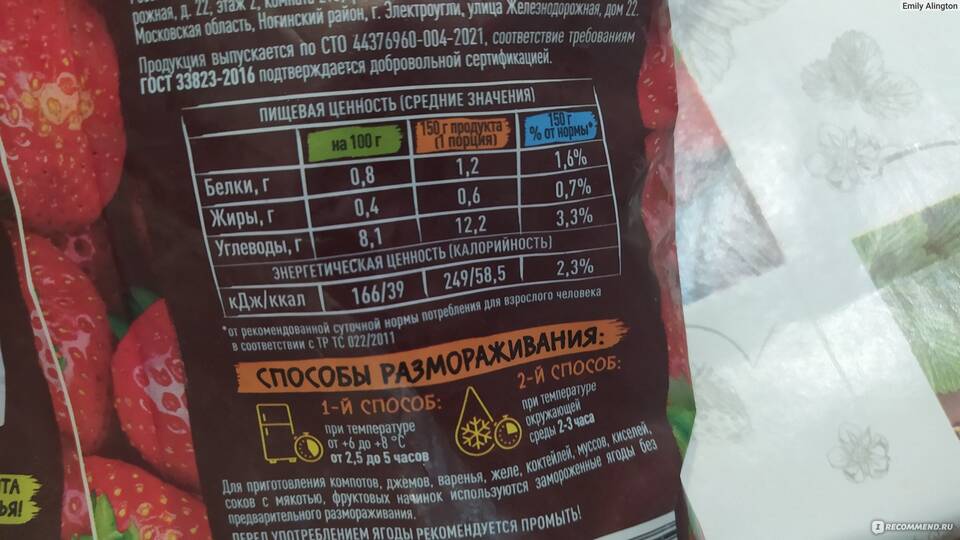 Emily Alington
рожная, д. 22, этаж 2,
Московская область, Ногинский район, г. Электроугли, улица Железнодорожная, дом 22.
Продукция выпускается по СТО 44376960-004-2021, соответствие требованиям
ГОСТ 33823-2016 подтверждается добровольной сертификацией.
ПИЩЕВАЯ ЦЕННОСТЬ (СРЕДНИЕ ЗНАЧЕНИЯ)
на 100 г 150 г продукта (1 порция) 150 г % от нормы*
Белки, г 0,8 1,2 1,6%
Жиры, г 0,4 0,6 0,7%
Углеводы, г 8,1 12,2 3,3%
ЭНЕРГЕТИЧЕСКАЯ ЦЕННОСТЬ (КАЛОРИЙНОСТЬ)
кДж/ккал 166/39 249/58,5 2,3%
*от рекомендованной суточной нормы потребления для взрослого человека
в соответствии с ТР ТС 022/2011
СПОСОБЫ РАЗМОРАЖИВАНИЯ:
1-Й СПОСОБ:
при температуре
от +6 до +8 °С
от 2,5 до 5 часов
2-Й СПОСОБ:
при температуре
окружающей
среды 2-3 часа
Для приготовления компотов, джемов, варенья, желе, коктейлей, муссов, киселей,
соков с мякотью, фруктовых начинок используются замороженные ягоды без
предварительного размораживания.
ПЕРЕД УПОТРЕБЛЕНИЕМ ЯГОДЫ РЕКОМЕНДУЕТСЯ ПРОМЫТЬ!
ТА
ЬЯ!
IRECOMMEND.RU